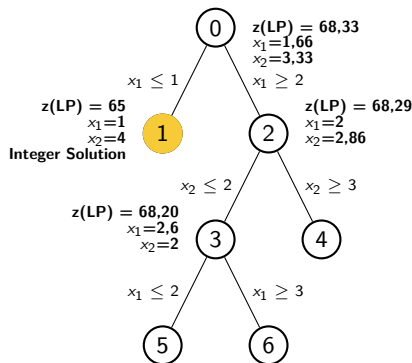 0
z(LP) = 68,33
x₁=1,66
x₂=3,33
x₁ ≤ 1
x₁ ≥ 2
z(LP) = 65
x₁=1
x₂=4
Integer Solution
1
2
z(LP) = 68,29
x₁=2
x₂=2,86
x₂ ≤ 2
x₂ ≥ 3
z(LP) = 68,20
x₁=2,6
x₂=2
3
4
x₁ ≤ 2
x₁ ≥ 3
5
6